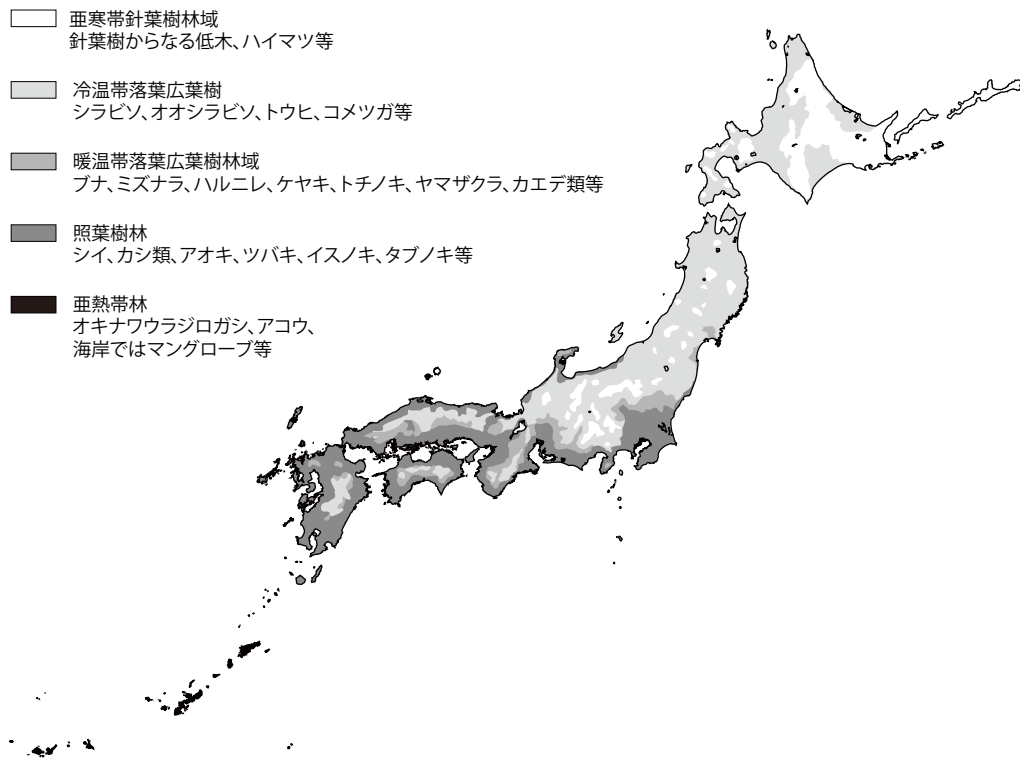 亜寒帯針葉樹林域
針葉樹からなる低木、ハイマツ等
冷温帯落葉広葉樹
シラビソ、オオシラビソ、トウヒ、コメツガ等
暖温帯落葉広葉樹林域
ブナ、ミズナラ、ハルニレ、ケヤキ、トチノキ、ヤマザクラ、カエデ類等
照葉樹林
シイ、カシ類、アオキ、ツバキ、イスノキ、タブノキ等
亜熱帯林
オキナワウラジロガシ、アコウ、
海岸ではマングローブ等